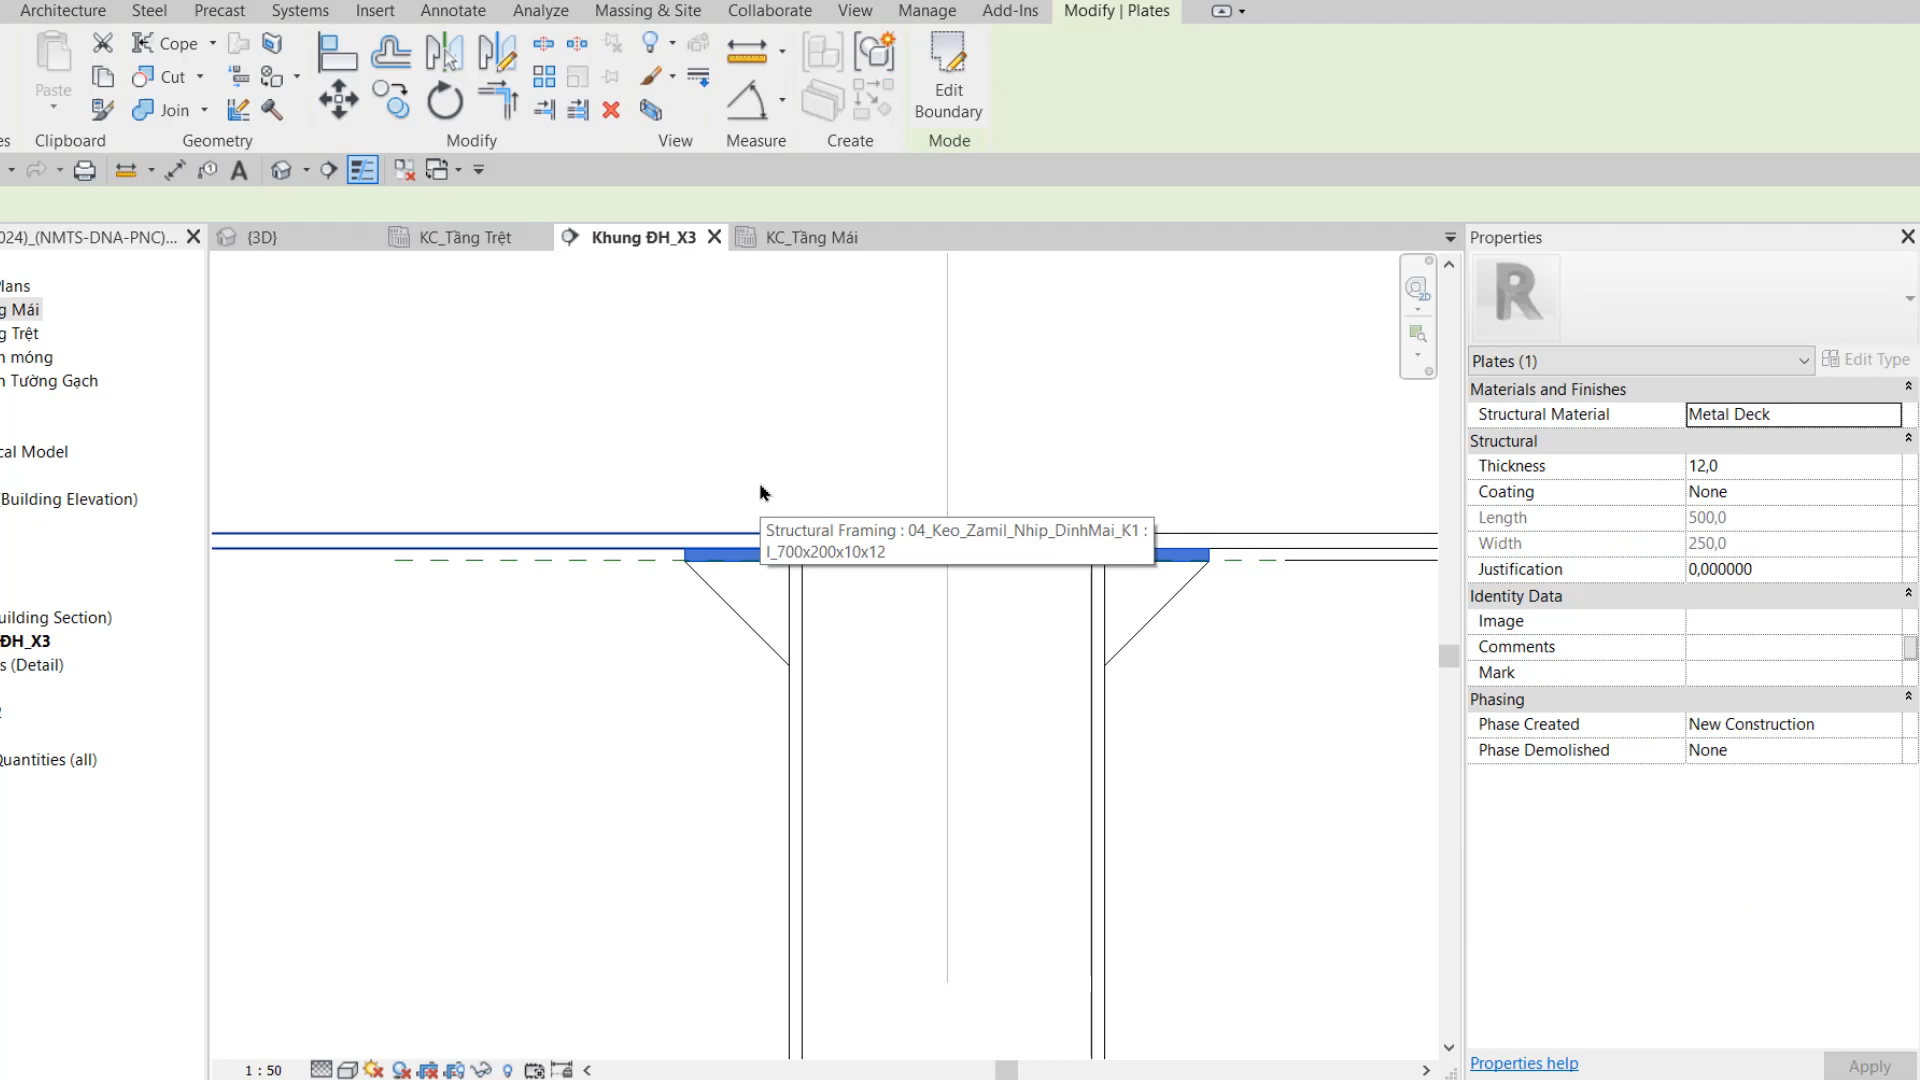 Architecture Steel Precast Systems Insert Annotate Analyze Massing & Site Collaborate View Manage Add-Ins Modify | Plates
Paste
Cope
Cut
Join
Edit
Boundary
es Clipboard Geometry Modify View Measure Create Mode
024)_(NMTS-DNA-PNC)...
{3D}
KC_Tầng Trệt
Khung ĐH_X3
KC_Tầng Mái
lans
g Mái
g Trệt
n móng
n Tường Gạch
cal Model
(Building Elevation)
uilding Section)
ĐH_X3
s (Detail)
2
Quantities (all)
2D
Structural Framing : 04_Keo_Zamil_Nhip_DinhMai_K1 :
I_700x200x10x12
1 : 50
Properties
Plates (1)
Edit Type
Materials and Finishes
Structural Material Metal Deck
Structural
Thickness 12,0
Coating None
Length 500,0
Width 250,0
Justification 0,000000
Identity Data
Image
Comments
Mark
Phasing
Phase Created New Construction
Phase Demolished None
Properties help
Apply